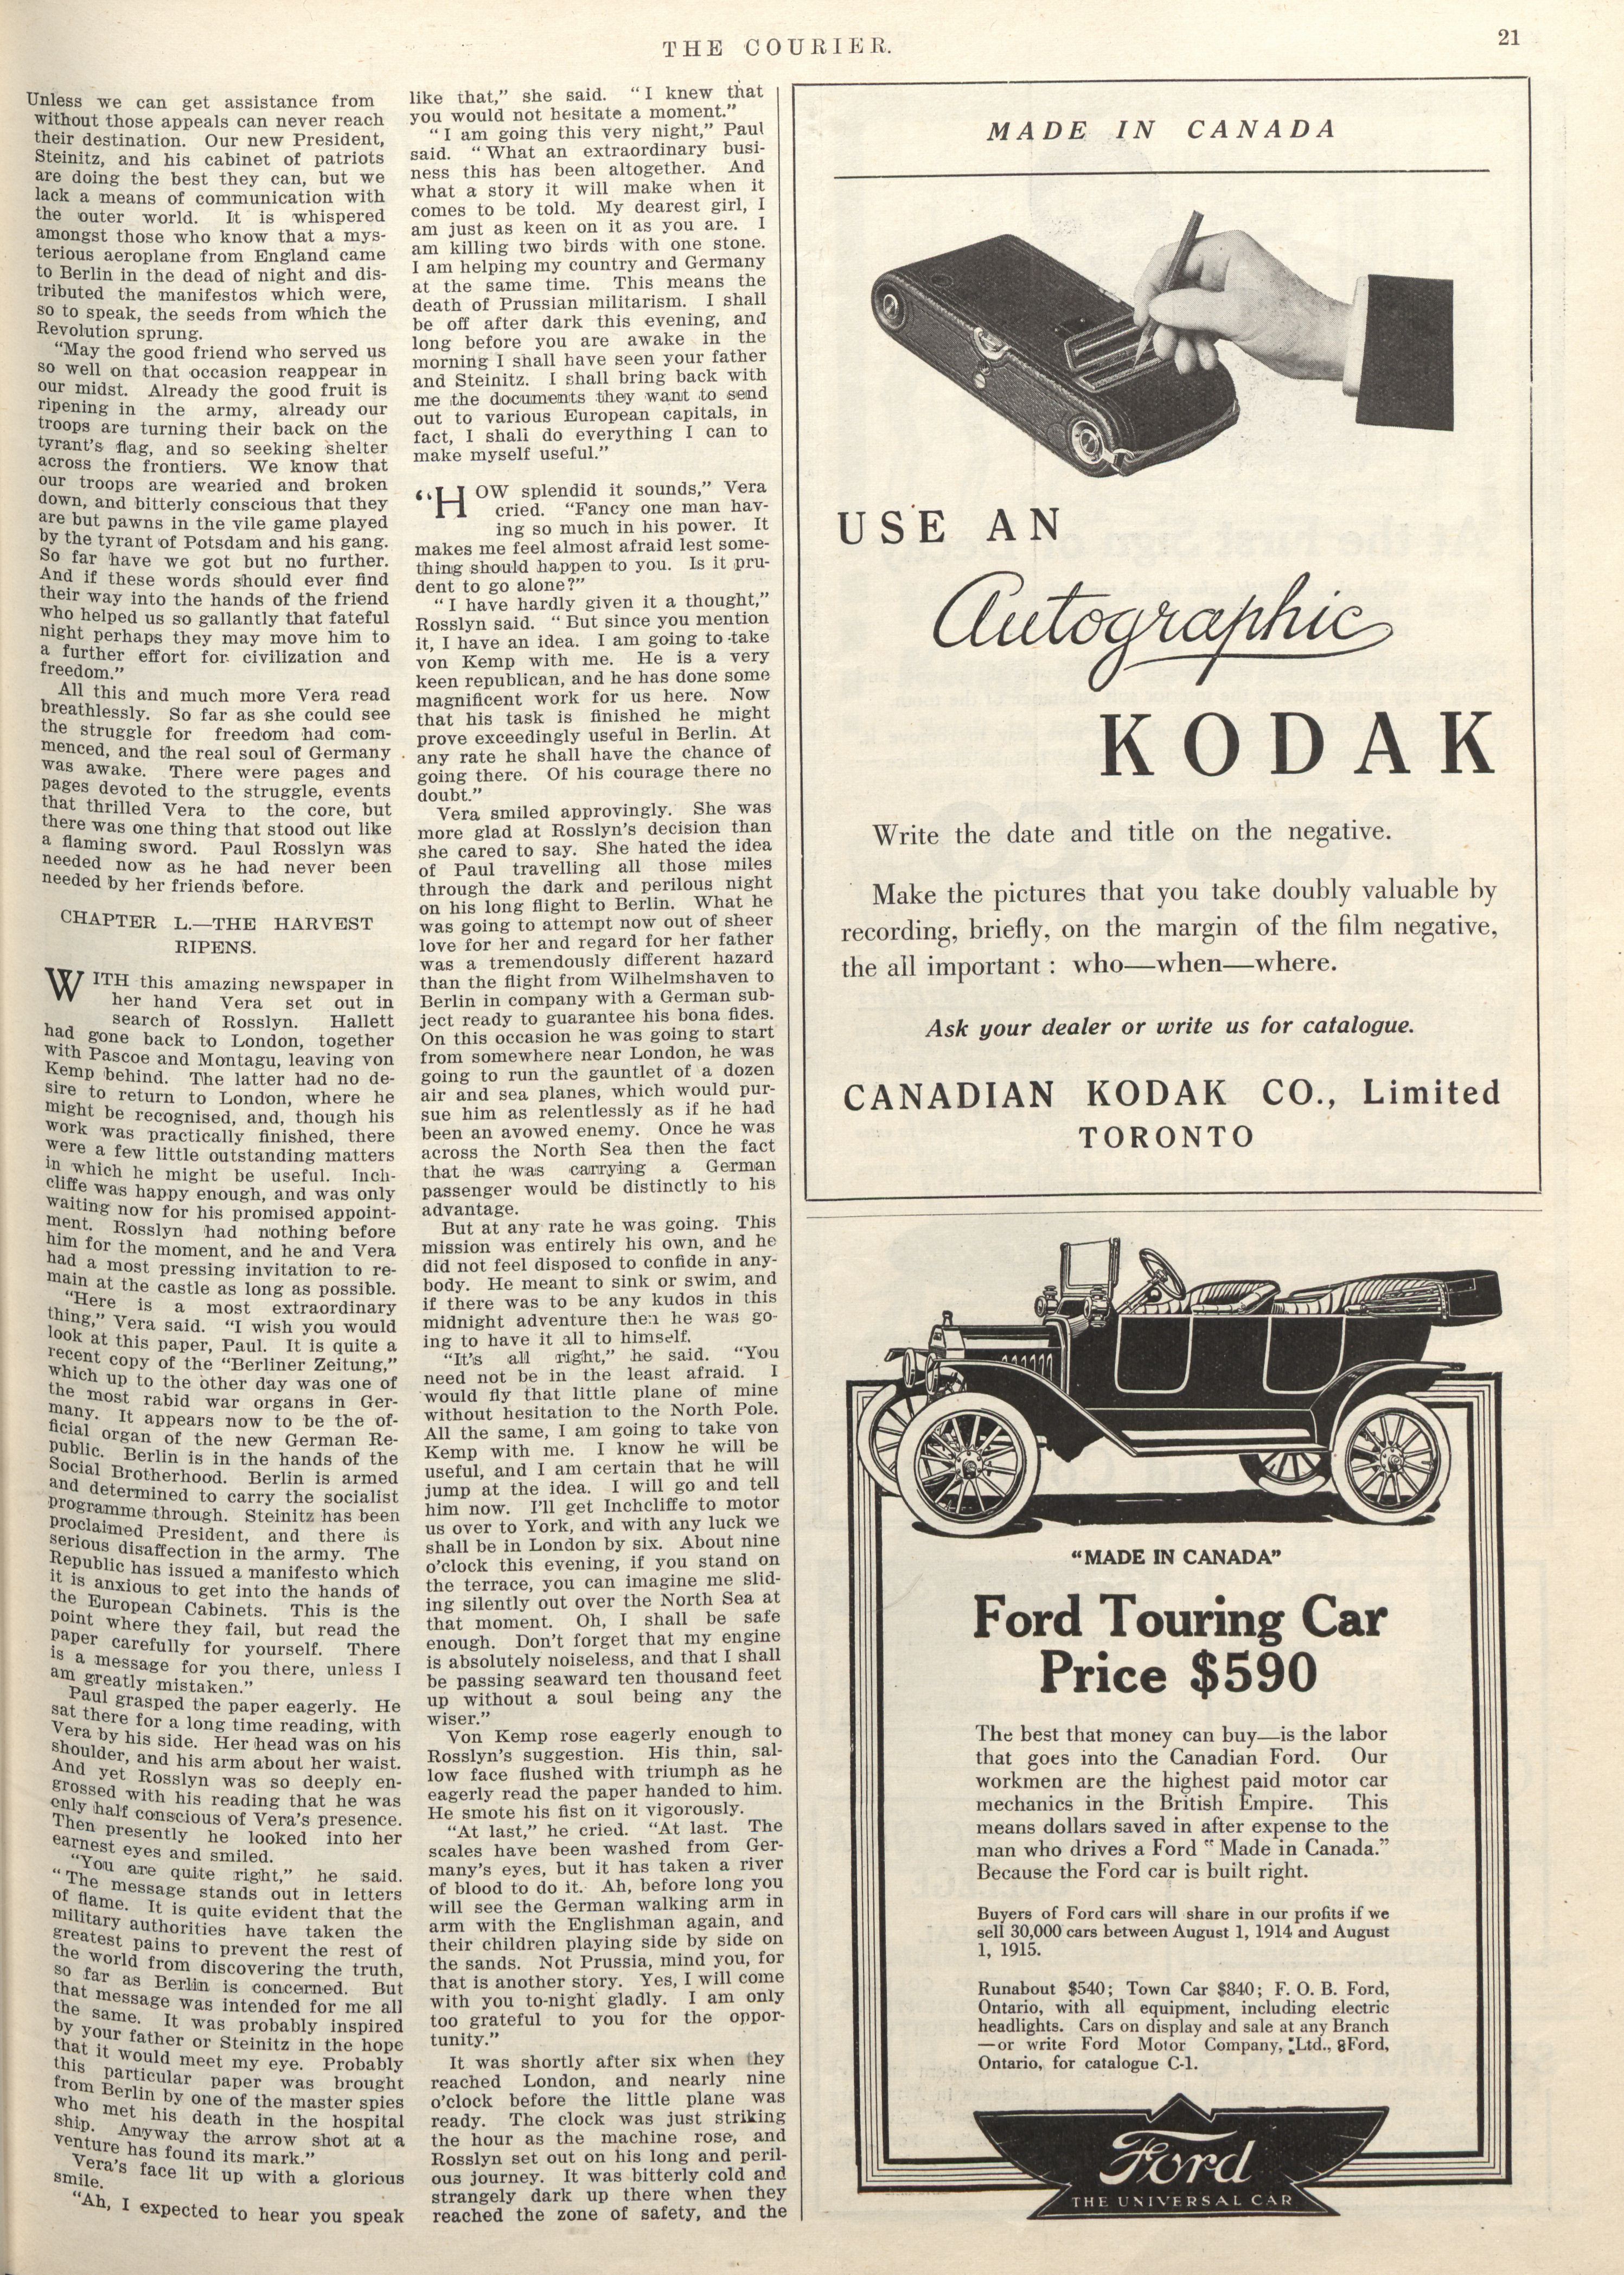 THE COURIER.
21
Unless we can get assistance from
without those appeals can never reach
their destination. Our new President,
Steinitz, and his cabinet of patriots
are doing the best they can, but we
lack a means of communication with
the outer world. It is whispered
amongst those who know that a mys-
terious aeroplane from England came
to Berlin in the dead of night and dis-
tributed the manifestos which were,
so to speak, the seeds from which the
Revolution sprung.
"May the good friend who served us
so well on that occasion reappear in
our midst. Already the good fruit is
ripening in the army, already our
troops are turning their back on the
tyrant's flag, and so seeking shelter
across the frontiers. We know that
our troops are wearied and broken
down, and bitterly conscious that they
are but pawns in the vile game played
by the tyrant of Potsdam and his gang.
So far have we got but no further.
And if these words should ever find
their way into the hands of the friend
who helped us so gallantly that fateful
night perhaps they may move him to
a further effort for civilization and
freedom."
All this and much more Vera read
breathlessly. So far as she could see
the struggle for freedom had com-
menced, and the real soul of Germany
was awake. There were pages and
pages devoted to the struggle, events
that thrilled Vera to the core, but
there was one thing that stood out like
a flaming sword. Paul Rosslyn was
needed now as he had never been
needed by her friends before.
CHAPTER L.—THE HARVEST
RIPENS.
WITH this amazing newspaper in
her hand Vera set out in
search of Rosslyn. Hallett
had gone back to London, together
with Pascoe and Montagu, leaving von
Kemp behind. The latter had no de-
sire to return to London, where he
might be recognised, and, though his
work was practically finished, there
were a few little outstanding matters
in which he might be useful. Inch-
cliffe was happy enough, and was only
waiting now for his promised appoint-
ment. Rosslyn had nothing before
him for the moment, and he and Vera
had a most pressing invitation to re-
main at the castle as long as possible.
"Here is a most extraordinary
thing," Vera said. "I wish you would
look at this paper, Paul. It is quite a
recent copy of the "Berliner Zeitung,"
which up to the other day was one of
the most rabid war organs in Ger-
many. It appears now to be the of-
ficial organ of the new German Re-
public. Berlin is in the hands of the
Social Brotherhood. Berlin is armed
and determined to carry the socialist
programme through. Steinitz has been
proclaimed President, and there is
serious disaffection in the army. The
Republic has issued a manifesto which
it is anxious to get into the hands of
the European Cabinets. This is the
point where they fail, but read the
paper carefully for yourself. There
is a message for you there, unless I
am greatly mistaken."
Paul grasped the paper eagerly. He
sat there for a long time reading, with
Vera by his side. Her head was on his
shoulder, and his arm about her waist.
And yet Rosslyn was so deeply en-
grossed with his reading that he was
only half conscious of Vera's presence.
Then presently he looked into her
earnest eyes and smiled.
"You are quite right," he said.
"The message stands out in letters
of flame. It is quite evident that the
military authorities have taken the
greatest pains to prevent the rest of
the world from discovering the truth,
so far as Berlin is concerned. But
that message was intended for me all
the same. It was probably inspired
by your father or Steinitz in the hope
that it would meet my eye. Probably
this particular paper was brought
from Berlin by one of the master spies
who met his death in the hospital
ship. Anyway the arrow shot at a
venture has found its mark."
Vera's face lit up with a glorious
smile.
"Ah, I expected to hear you speak
like that," she said. "I knew that
you would not hesitate a moment."
"I am going this very night," Paul
said. "What an extraordinary busi-
ness this has been altogether. And
what a story it will make when it
comes to be told. My dearest girl, I
am just as keen on it as you are. I
am killing two birds with one stone.
I am helping my country and Germany
at the same time. This means the
death of Prussian militarism. I shall
be off after dark this evening, and
long before you are awake in the
morning I shall have seen your father
and Steinitz. I shall bring back with
me the documents they want to send
out to various European capitals, in
fact, I shall do everything I can to
make myself useful."
"HOW splendid it sounds," Vera
cried. "Fancy one man hav-
ing so much in his power. It
makes me feel almost afraid lest some-
thing should happen to you. Is it pru-
dent to go alone?"
"I have hardly given it a thought,"
Rosslyn said. "But since you mention
it, I have an idea. I am going to take
von Kemp with me. He is a very
keen republican, and he has done some
magnificent work for us here. Now
that his task is finished he might
prove exceedingly useful in Berlin. At
any rate he shall have the chance of
going there. Of his courage there no
doubt."
Vera smiled approvingly. She was
more glad at Rosslyn's decision than
she cared to say. She hated the idea
of Paul travelling all those miles
through the dark and perilous night
on his long flight to Berlin. What he
was going to attempt now out of sheer
love for her and regard for her father
was a tremendously different hazard
than the flight from Wilhelmshaven to
Berlin in company with a German sub-
ject ready to guarantee his bona fides.
On this occasion he was going to start
from somewhere near London, he was
going to run the gauntlet of a dozen
air and sea planes, which would pur-
sue him as relentlessly as if he had
been an avowed enemy. Once he was
across the North Sea then the fact
that he was carrying a German
passenger would be distinctly to his
advantage.
But at any rate he was going. This
mission was entirely his own, and he
did not feel disposed to confide in any-
body. He meant to sink or swim, and
if there was to be any kudos in this
midnight adventure then he was go-
ing to have it all to himself.
"It's all right," he said. "You
need not be in the least afraid. I
would fly that little plane of mine
without hesitation to the North Pole.
All the same, I am going to take von
Kemp with me. I know he will be
useful, and I am certain that he will
jump at the idea. I will go and tell
him now. I'll get Inchcliffe to motor
us over to York, and with any luck we
shall be in London by six. About nine
o'clock this evening, if you stand on
the terrace, you can imagine me slid-
ing silently out over the North Sea at
that moment. Oh, I shall be safe
enough. Don't forget that my engine
is absolutely noiseless, and that I shall
be passing seaward ten thousand feet
up without a soul being any the
wiser."
Von Kemp rose eagerly enough to
Rosslyn's suggestion. His thin, sal-
low face flushed with triumph as he
eagerly read the paper handed to him.
He smote his fist on it vigorously.
"At last," he cried. "At last. The
scales have been washed from Ger-
many's eyes, but it has taken a river
of blood to do it. Ah, before long you
will see the German walking arm in
arm with the Englishman again, and
their children playing side by side on
the sands. Not Prussia, mind you, for
that is another story. Yes, I will come
with you to-night gladly. I am only
too grateful to you for the oppor-
tunity."
It was shortly after six when they
reached London, and nearly nine
o'clock before the little plane was
ready. The clock was just striking
the hour as the machine rose, and
Rosslyn set out on his long and peril-
ous journey. It was bitterly cold and
strangely dark up there when they
reached the zone of safety, and the
MADE IN CANADA
USE AN
Autographic
KODAK
Write the date and title on the negative.
Make the pictures that you take doubly valuable by
recording, briefly, on the margin of the film negative,
the all important: who—when—where.
Ask your dealer or write us for catalogue.
CANADIAN KODAK CO., Limited
TORONTO
"MADE IN CANADA"
Ford Touring Car
Price $590
The best that money can buy—is the labor
that goes into the Canadian Ford. Our
workmen are the highest paid motor car
mechanics in the British Empire. This
means dollars saved in after expense to the
man who drives a Ford "Made in Canada."
Because the Ford car is built right.
Buyers of Ford cars will share in our profits if we
sell 30,000 cars between August 1, 1914 and August
1, 1915.
Runabout $540; Town Car $840; F. O. B. Ford,
Ontario, with all equipment, including electric
headlights. Cars on display and sale at any Branch
—or write Ford Motor Company, Ltd., Ford,
Ontario, for catalogue C-1.
Ford
THE UNIVERSAL CAR